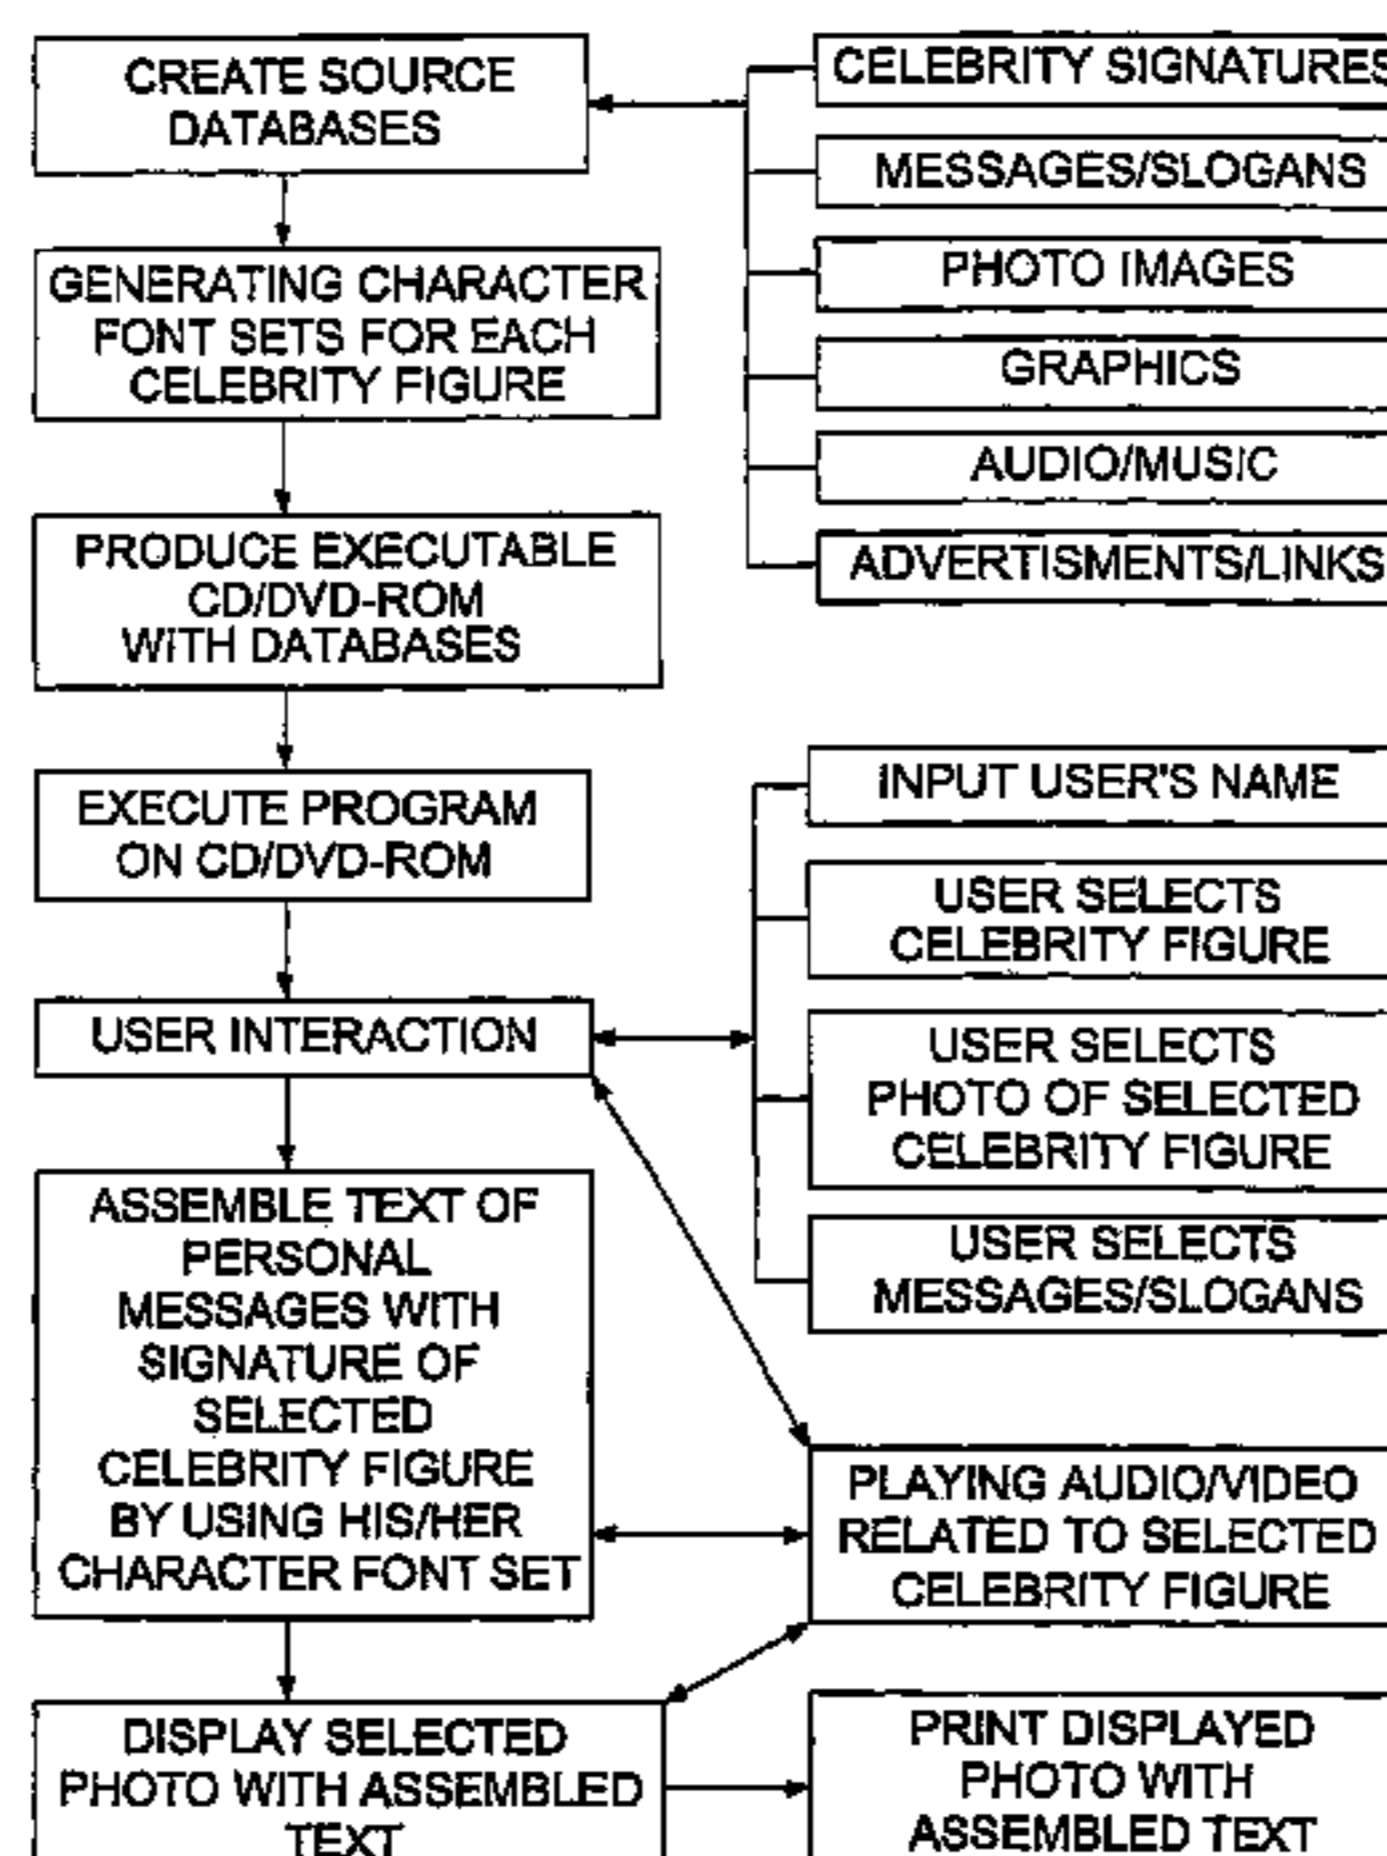 CREATE SOURCE
DATABASES
GENERATING CHARACTER
FONT SETS FOR EACH
CELEBRITY FIGURE
PRODUCE EXECUTABLE
CD/DVD-ROM
WITH DATABASES
EXECUTE PROGRAM
ON CD/DVD-ROM
USER INTERACTION
ASSEMBLE TEXT OF
PERSONAL
MESSAGES WITH
SIGNATURE OF
SELECTED
CELEBRITY FIGURE
BY USING HIS/HER
CHARACTER FONT SET
DISPLAY SELECTED
PHOTO WITH ASSEMBLED
TEXT
CELEBRITY SIGNATURES
MESSAGES/SLOGANS
PHOTO IMAGES
GRAPHICS
AUDIO/MUSIC
ADVERTISMENTS/LINKS
INPUT USER'S NAME
USER SELECTS
CELEBRITY FIGURE
USER SELECTS
PHOTO OF SELECTED
CELEBRITY FIGURE
USER SELECTS
MESSAGES/SLOGANS
PLAYING AUDIO/VIDEO
RELATED TO SELECTED
CELEBRITY FIGURE
PRINT DISPLAYED
PHOTO WITH
ASSEMBLED TEXT